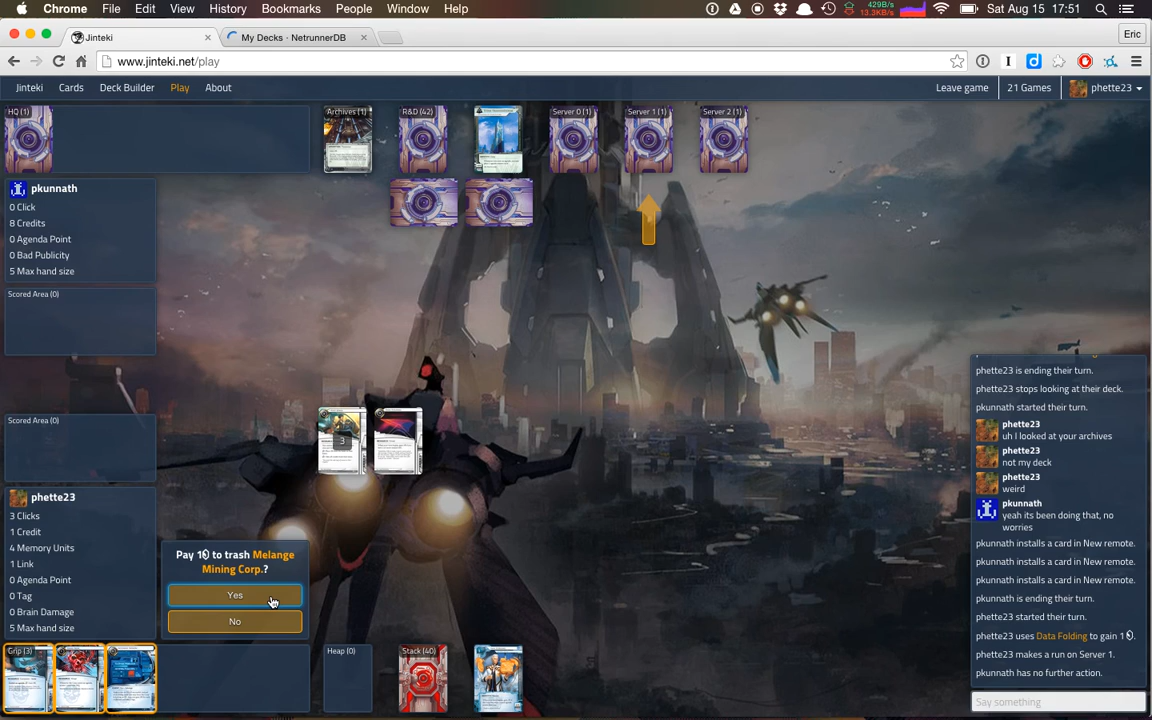 Chrome File Edit View History Bookmarks People Window Help
429B/s
13.3KB/s
Sat Aug 15 17:51
Jinteki
My Decks · NetrunnerDB
Eric
www.jinteki.net/play
Jinteki Cards Deck Builder Play About
Leave game 21 Games phette23
HQ (1)
Archives (1)
R&D (42)
Server 0 (1)
Server 1 (1)
Server 2 (1)
pkunnath
0 Click
8 Credits
0 Agenda Point
0 Bad Publicity
5 Max hand size
Scored Area (0)
Scored Area (0)
3
phette23
3 Clicks
1 Credit
4 Memory Units
1 Link
0 Agenda Point
0 Tag
0 Brain Damage
5 Max hand size
Pay 1 to trash Melange
Mining Corp.?
Yes
No
Grip (3)
Heap (0)
Stack (40)
phette23 is ending their turn.
phette23 stops looking at their deck.
pkunnath started their turn.
phette23
uh I looked at your archives
phette23
not my deck
phette23
weird
pkunnath
yeah its been doing that, no
worries
pkunnath installs a card in New remote.
pkunnath installs a card in New remote.
pkunnath installs a card in New remote.
pkunnath is ending their turn.
phette23 started their turn.
phette23 uses Data Folding to gain 1.
phette23 makes a run on Server 1.
pkunnath has no further action.
Say something